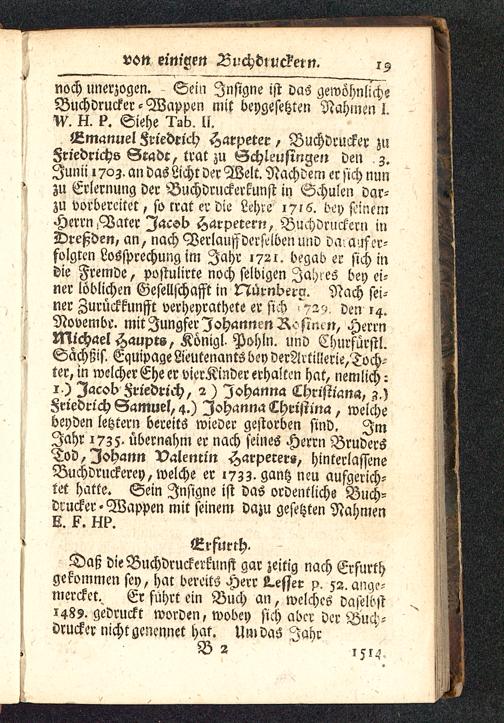 von einigen Buchdruckern. 19
noch unerzogen. Sein Insigne ist das gewöhnliche
Buchdrucker-Wappen mit beygesetzten Nahmen I.
W. H. P. Siehe Tab. II.
Emanuel Friedrich Harpeter, Buchdrucker zu
Friedrichs Stadt, trat zu Schleusingen den 3.
Junii 1703. an das Licht der Welt. Nachdem er sich nun
zu Erlernung der Buchdruckerkunst in Schulen dar-
zu vorbereitet, so trat er die Lehre 1716. bey seinem
Herrn Vater Jacob Harpetern, Buchdruckern in
Dreßden, an, nach Verlauff derselben und darauf er-
folgten Lossprechung im Jahr 1721. begab er sich in
die Fremde, postulirte noch selbigen Jahres bey ei-
ner löblichen Gesellschafft in Nürnberg. Nach sei-
ner Zurückkunfft verheyrathete er sich 1729. den 14.
Novembr. mit Jungfer Johannen Rosinen, Herrn
Michael Haupts, Königl. Pohln. und Churfürstl.
Sächßis. Equipage Lieutenants bey der Artillerie, Toch-
ter, in welcher Ehe er vier Kinder erhalten hat, nemlich:
1.) Jacob Friedrich, 2) Johanna Christiana, 3.)
Friedrich Samuel, 4.) Johanna Christina, welche
beyden letztern bereits wieder gestorben sind. Im
Jahr 1735. übernahm er nach seines Herrn Bruders
Tod, Johann Valentin Harpeters, hinterlassene
Buchdruckerey, welche er 1733. gantz neu aufgerich-
tet hatte. Sein Insigne ist das ordentliche Buch-
drucker-Wappen mit seinem dazu gesetzten Nahmen
E. F. HP.
Erfurth.
Daß die Buchdruckerkunst gar zeitig nach Erfurth
gekommen sey, hat bereits Herr Lesser p. 52. ange-
mercket. Er führt ein Buch an, welches daselbst
1489. gedruckt worden, wobey sich aber der Buch-
drucker nicht genennet hat. Um das Jahr
B 2 1514.